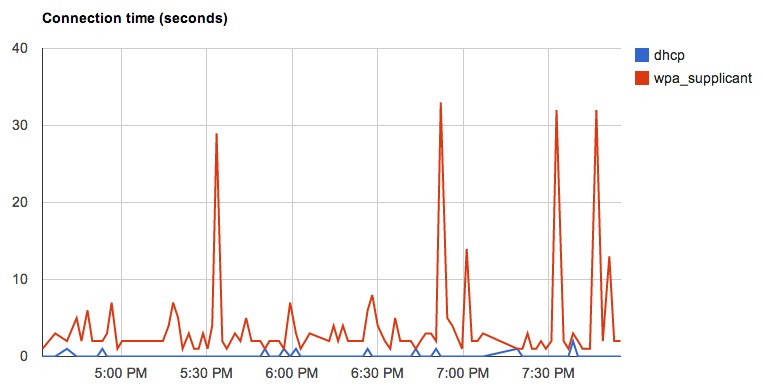 Connection time (seconds)
40
30
20
10
0
5:00 PM
5:30 PM
6:00 PM
6:30 PM
7:00 PM
7:30 PM
dhcp
wpa_supplicant